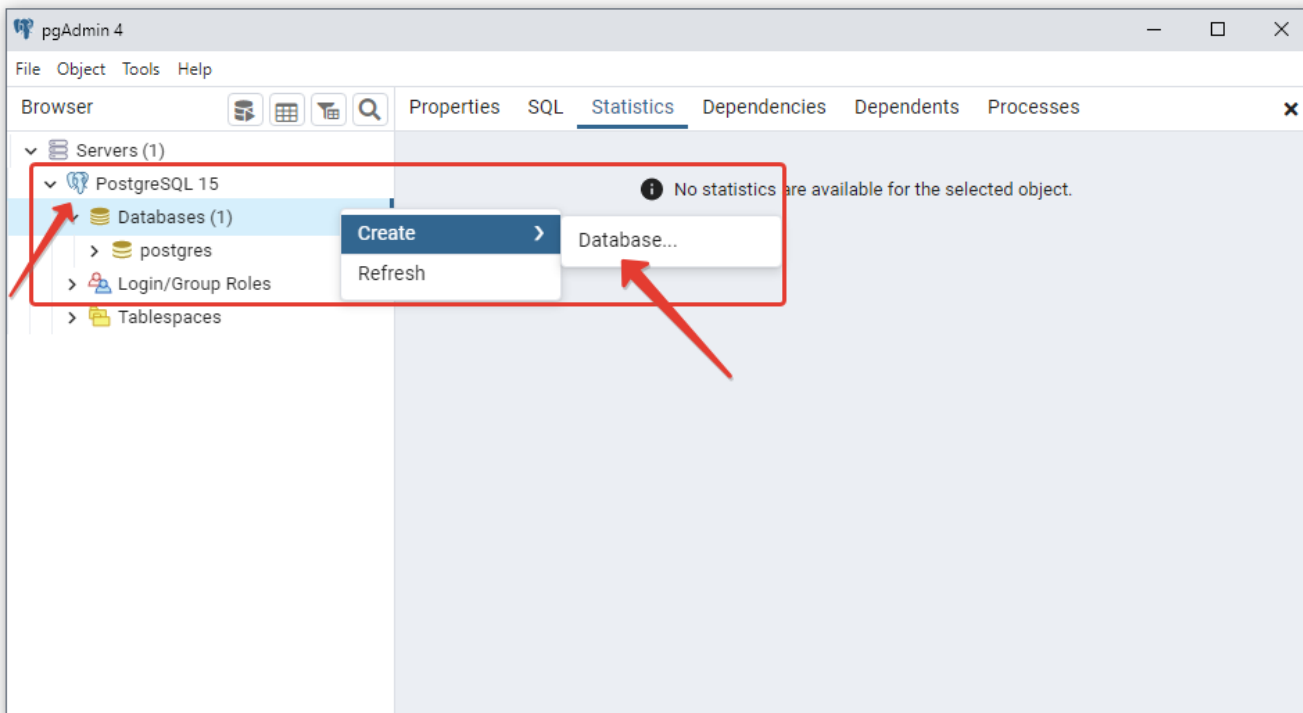 pgAdmin 4
File Object Tools Help
Browser Properties SQL Statistics Dependencies Dependents Processes
Servers (1)
PostgreSQL 15
No statistics are available for the selected object.
Databases (1)
Create
Database...
postgres
Refresh
Login/Group Roles
Tablespaces